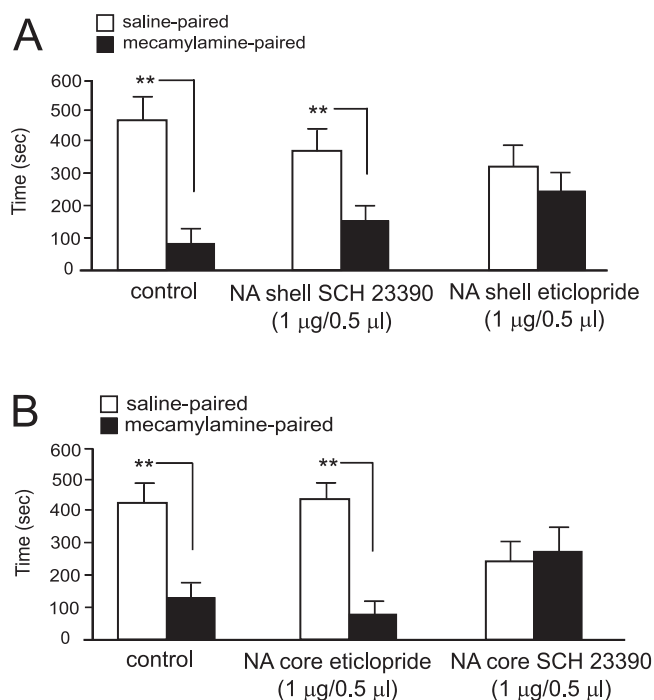 A
saline-paired
mecamylamine-paired
**
**
600
500
400
300
200
100
0
Time (sec)
control
NA shell SCH 23390
(1 μg/0.5 μl)
NA shell eticlopride
(1 μg/0.5 μl)
B
saline-paired
mecamylamine-paired
**
**
600
500
400
300
200
100
0
Time (sec)
control
NA core eticlopride
(1 μg/0.5 μl)
NA core SCH 23390
(1 μg/0.5 μl)